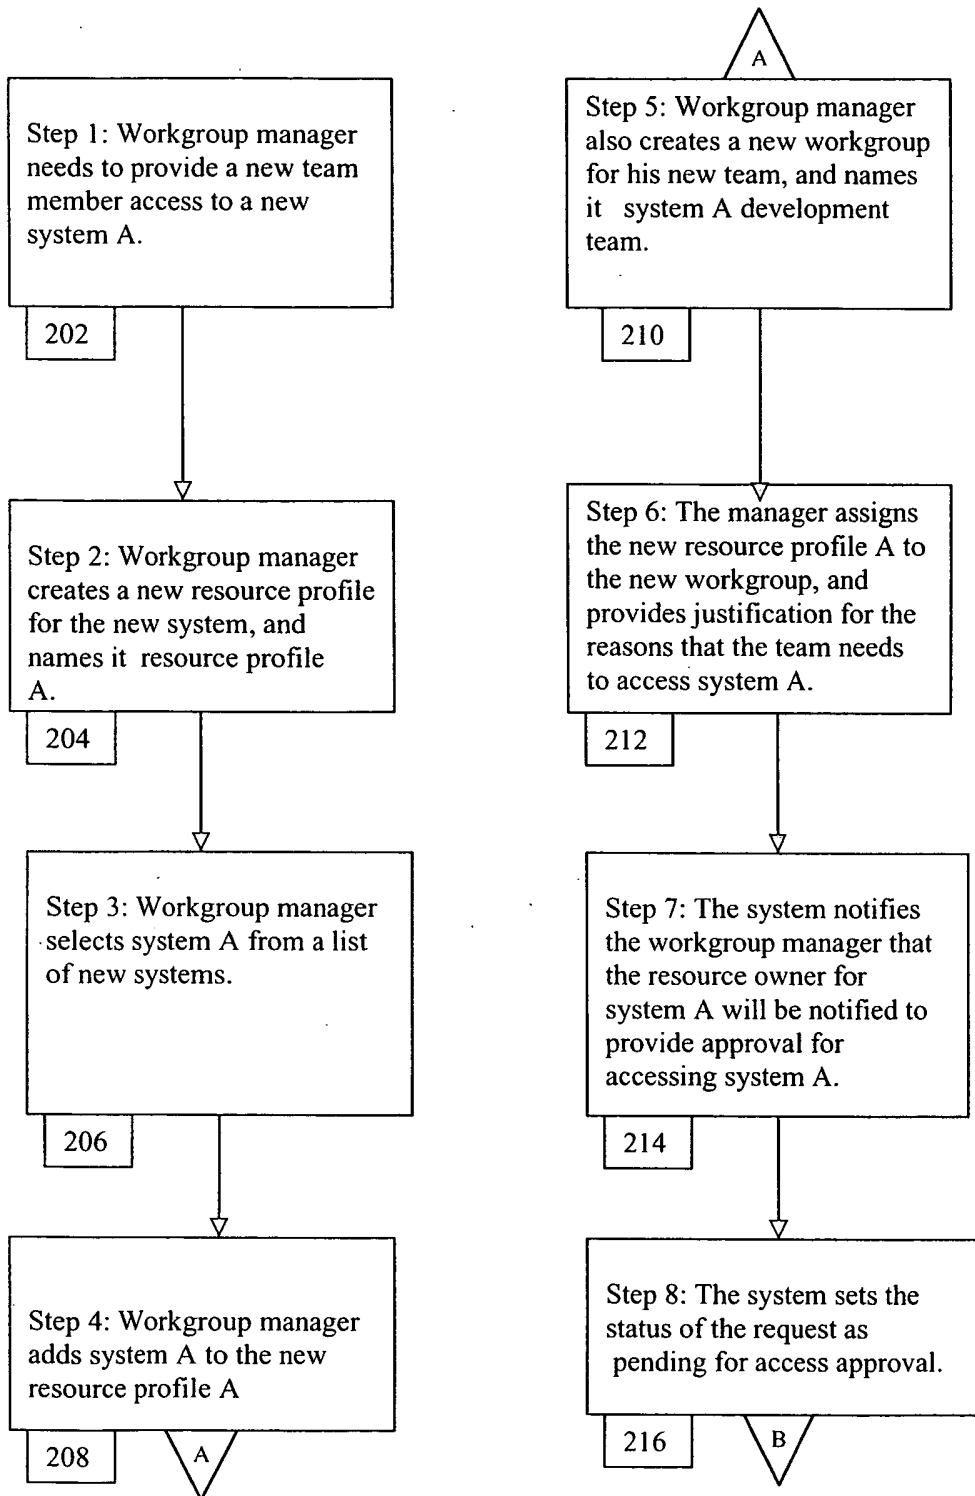 Step 1: Workgroup manager
needs to provide a new team
member access to a new
system A.
202
Step 2: Workgroup manager
creates a new resource profile
for the new system, and
names it resource profile
A.
204
Step 3: Workgroup manager
selects system A from a list
of new systems.
206
Step 4: Workgroup manager
adds system A to the new
resource profile A
208
A
A
Step 5: Workgroup manager
also creates a new workgroup
for his new team, and names
it system A development
team.
210
Step 6: The manager assigns
the new resource profile A to
the new workgroup, and
provides justification for the
reasons that the team needs
to access system A.
212
Step 7: The system notifies
the workgroup manager that
the resource owner for
system A will be notified to
provide approval for
accessing system A.
214
Step 8: The system sets the
status of the request as
pending for access approval.
216
B